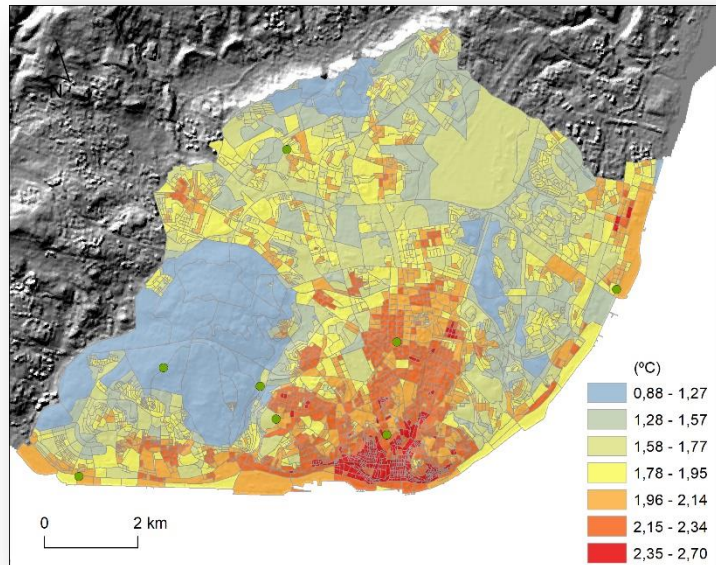 N
(ºC)
0,88 - 1,27
1,28 - 1,57
1,58 - 1,77
1,78 - 1,95
1,96 - 2,14
2,15 - 2,34
2,35 - 2,70
0 2 km